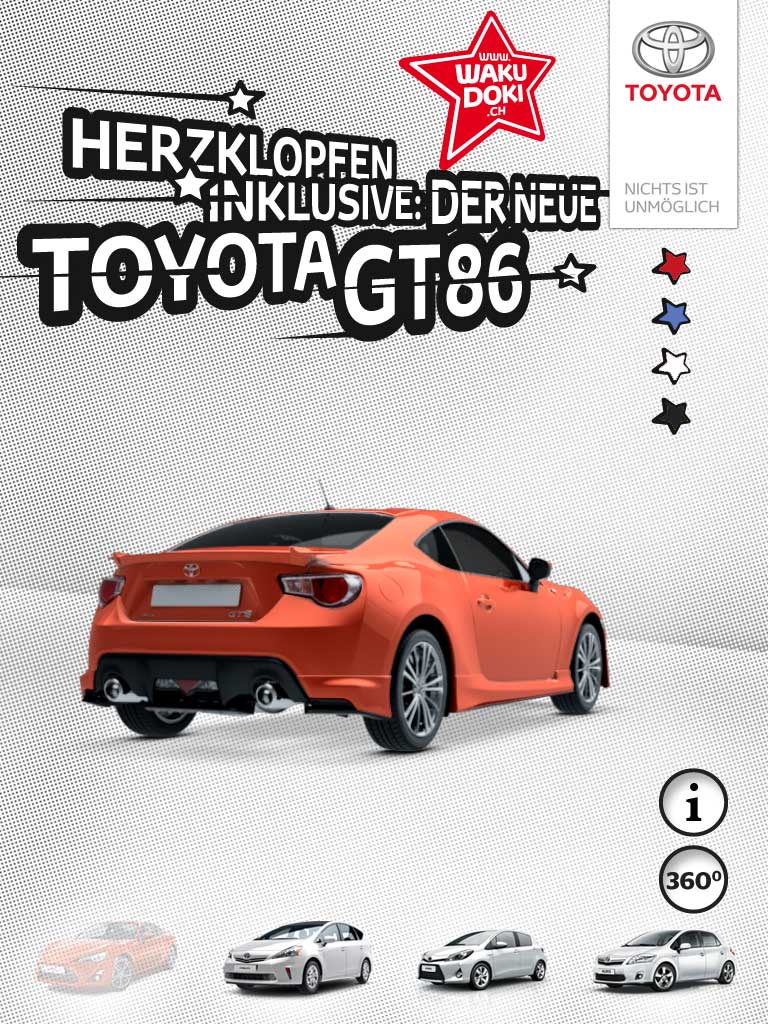 WWW.
WAKU
DOKI
.CH
TOYOTA
NICHTS IST
UNMÖGLICH
HERZKLOPFEN
INKLUSIVE: DER NEUE
TOYOTA GT86
i
360°